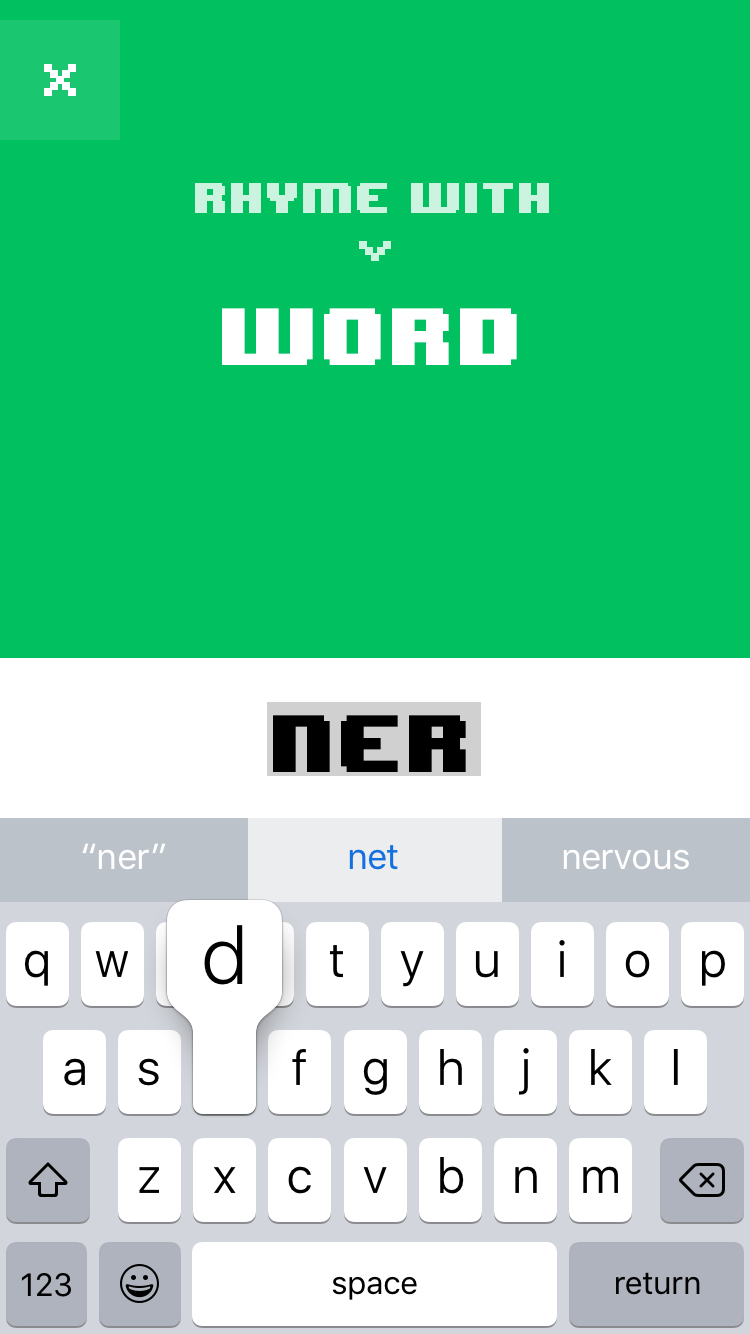 X
RHYME WITH
WORD
NER
“ner” net nervous
q w d t y u i o p
a s f g h j k l
z x c v b n m
123 space return